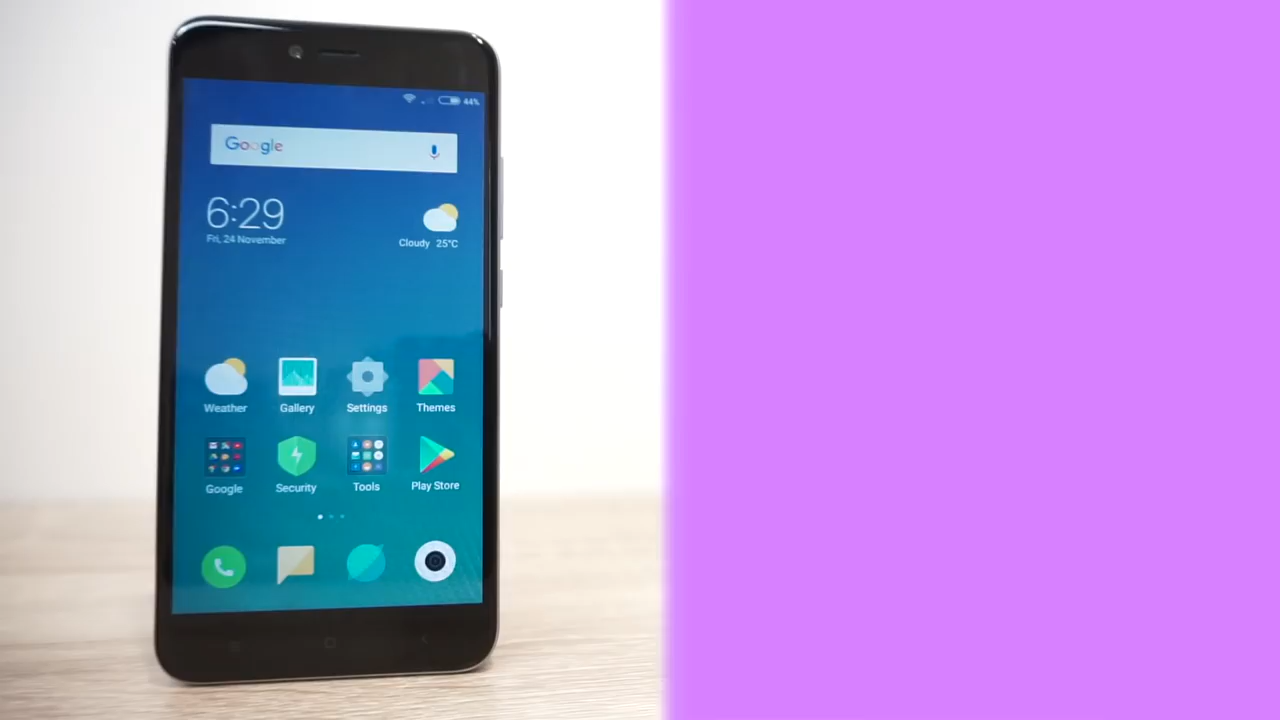 44%
Google
6:29
Fri, 24 November
Cloudy 25°C
Weather Gallery Settings Themes
Google Security Tools Play Store